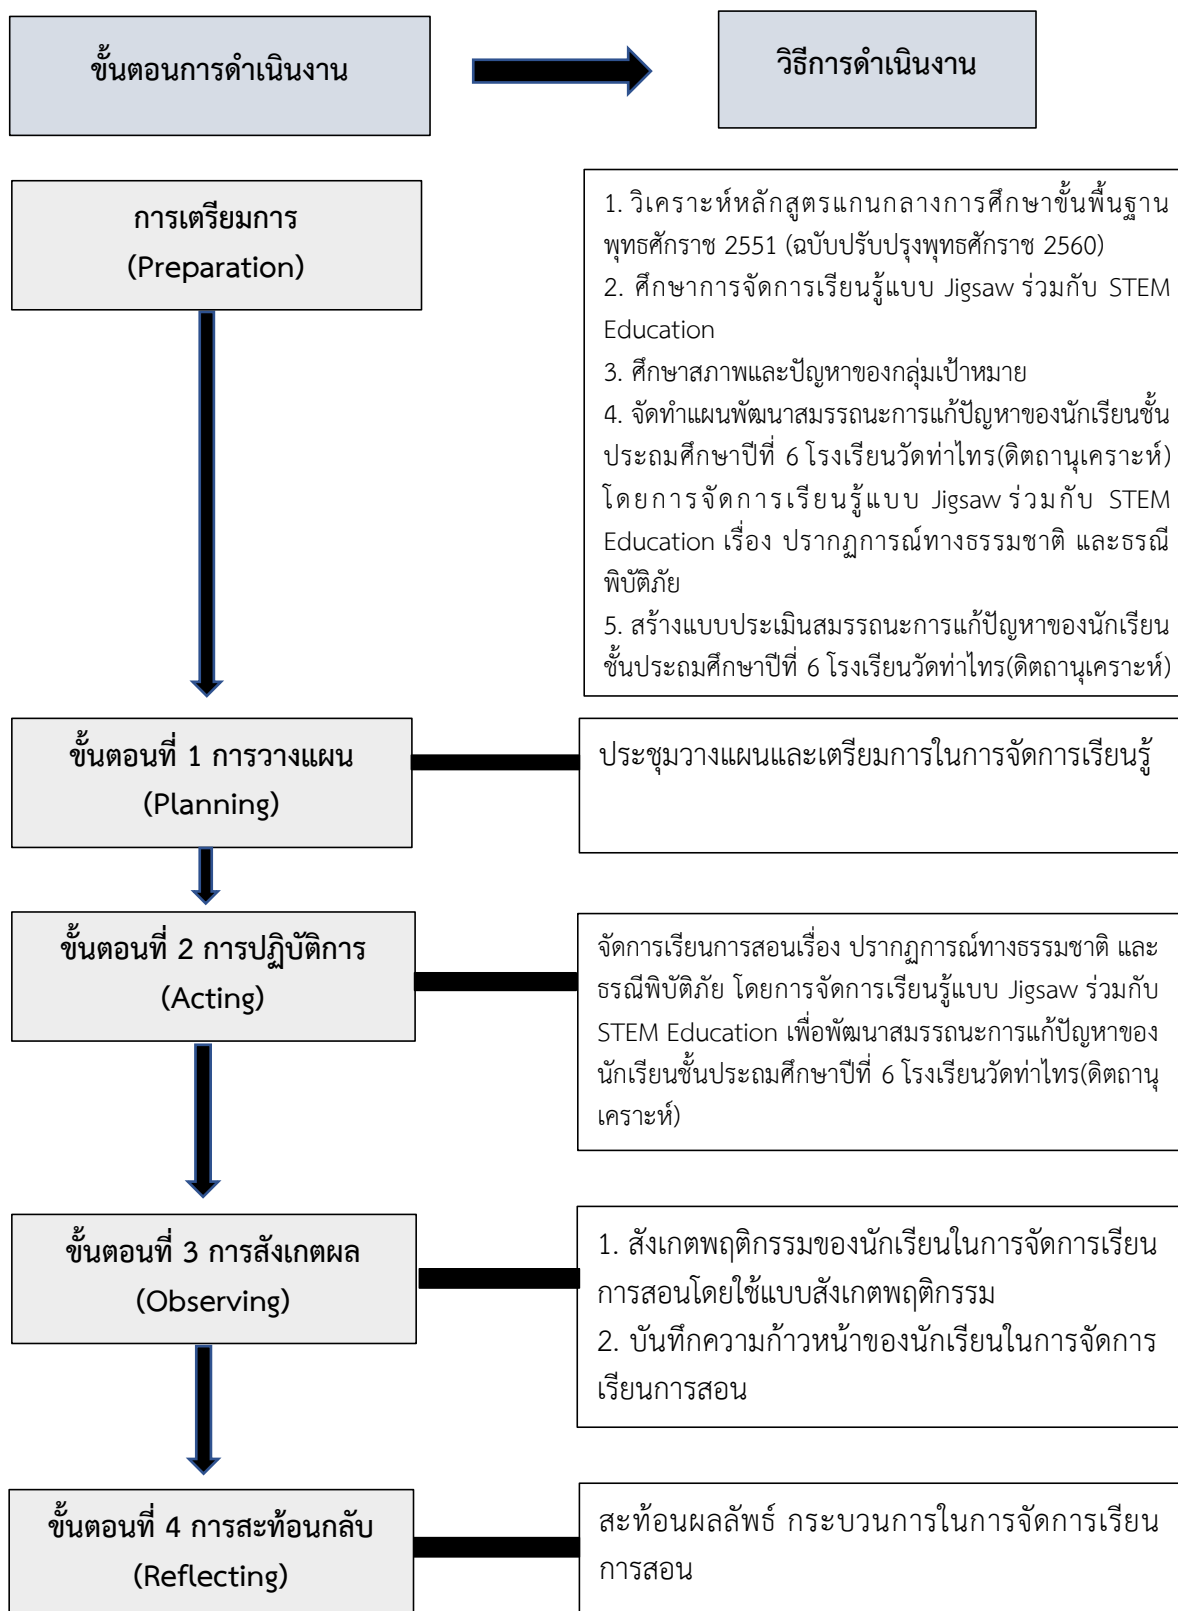 ขั้นตอนการดำเนินงาน
วิธีการดำเนินงาน
การเตรียมการ
(Preparation)
1. วิเคราะห์หลักสูตรแกนกลางการศึกษาขั้นพื้นฐาน
พุทธศักราช 2551 (ฉบับปรับปรุงพุทธศักราช 2560)
2. ศึกษาการจัดการเรียนรู้แบบ Jigsaw ร่วมกับ STEM
Education
3. ศึกษาสภาพและปัญหาของกลุ่มเป้าหมาย
4. จัดทำแผนพัฒนาสมรรถนะการแก้ปัญหาของนักเรียนชั้น
ประถมศึกษาปีที่ 6 โรงเรียนวัดท่าไทร(ดิตถานุเคราะห์)
โดยการจัดการเรียนรู้แบบ Jigsaw ร่วมกับ STEM
Education เรื่อง ปรากฏการณ์ทางธรรมชาติ และธรณี
พิบัติภัย
5. สร้างแบบประเมินสมรรถนะการแก้ปัญหาของนักเรียน
ชั้นประถมศึกษาปีที่ 6 โรงเรียนวัดท่าไทร(ดิตถานุเคราะห์)
ขั้นตอนที่ 1 การวางแผน
(Planning)
ประชุมวางแผนและเตรียมการในการจัดการเรียนรู้
ขั้นตอนที่ 2 การปฏิบัติการ
(Acting)
จัดการเรียนการสอนเรื่อง ปรากฏการณ์ทางธรรมชาติ และ
ธรณีพิบัติภัย โดยการจัดการเรียนรู้แบบ Jigsaw ร่วมกับ
STEM Education เพื่อพัฒนาสมรรถนะการแก้ปัญหาของ
นักเรียนชั้นประถมศึกษาปีที่ 6 โรงเรียนวัดท่าไทร(ดิตถานุ
เคราะห์)
ขั้นตอนที่ 3 การสังเกตผล
(Observing)
1. สังเกตพฤติกรรมของนักเรียนในการจัดการเรียน
การสอนโดยใช้แบบสังเกตพฤติกรรม
2. บันทึกความก้าวหน้าของนักเรียนในการจัดการ
เรียนการสอน
ขั้นตอนที่ 4 การสะท้อนกลับ
(Reflecting)
สะท้อนผลลัพธ์ กระบวนการในการจัดการเรียน
การสอน